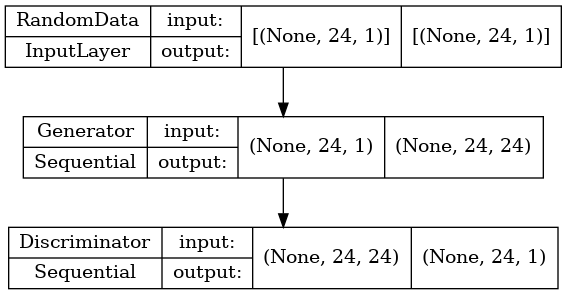 RandomData input: [(None, 24, 1)] [(None, 24, 1)]
InputLayer output:
Generator input: (None, 24, 1) (None, 24, 24)
Sequential output:
Discriminator input: (None, 24, 24) (None, 24, 1)
Sequential output: